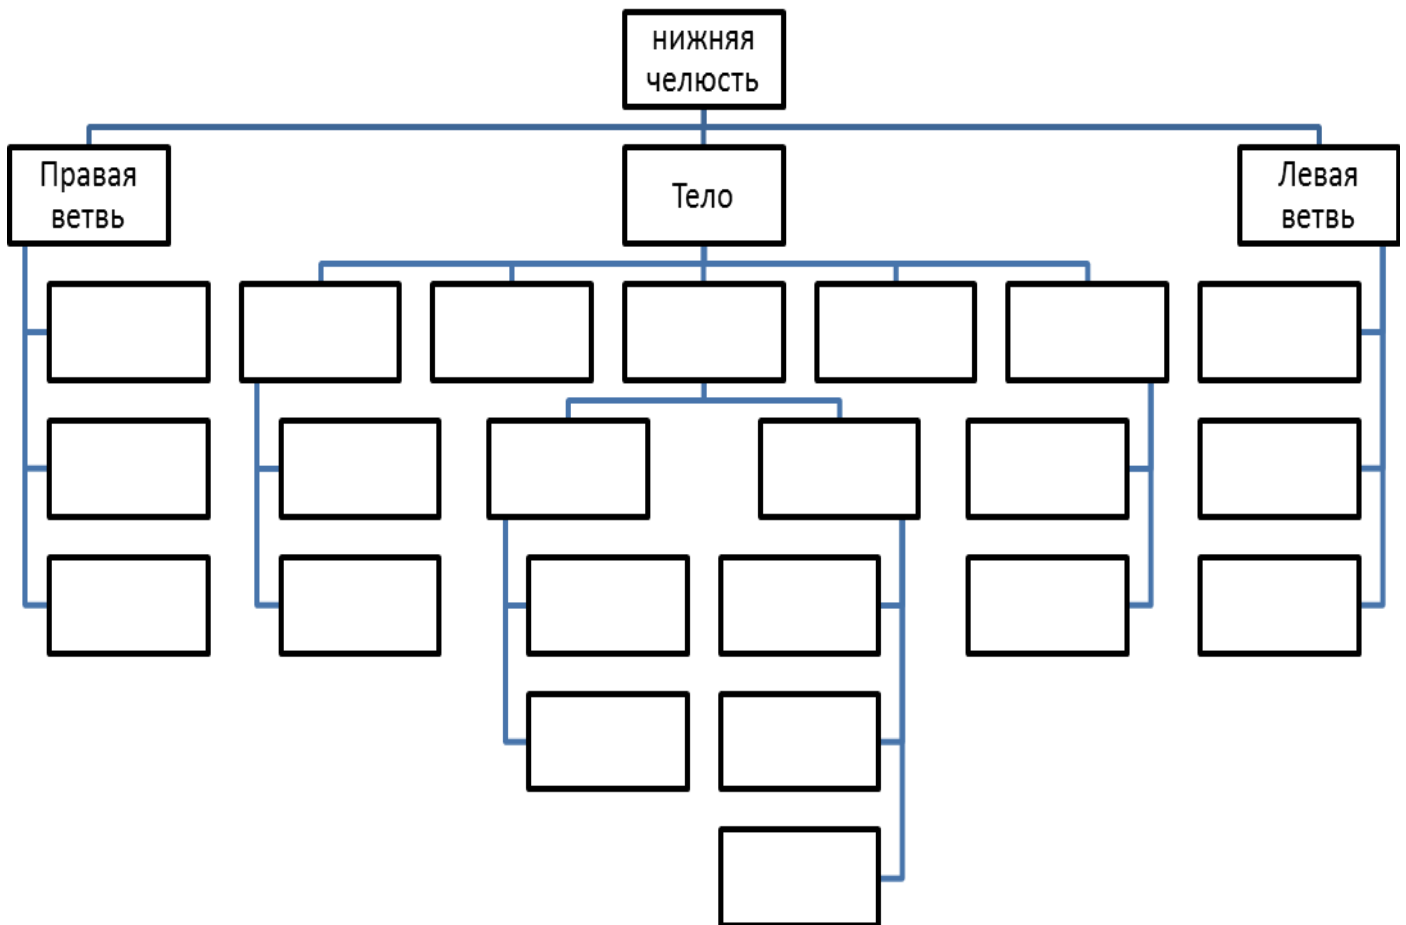 нижняя
челюсть
Правая
ветвь
Тело
Левая
ветвь